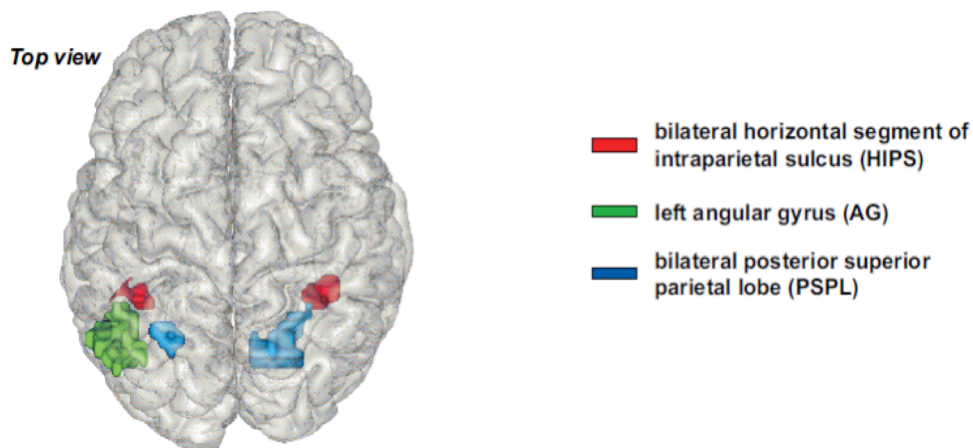 Top view
bilateral horizontal segment of
intraparietal sulcus (HIPS)
left angular gyrus (AG)
bilateral posterior superior
parietal lobe (PSPL)